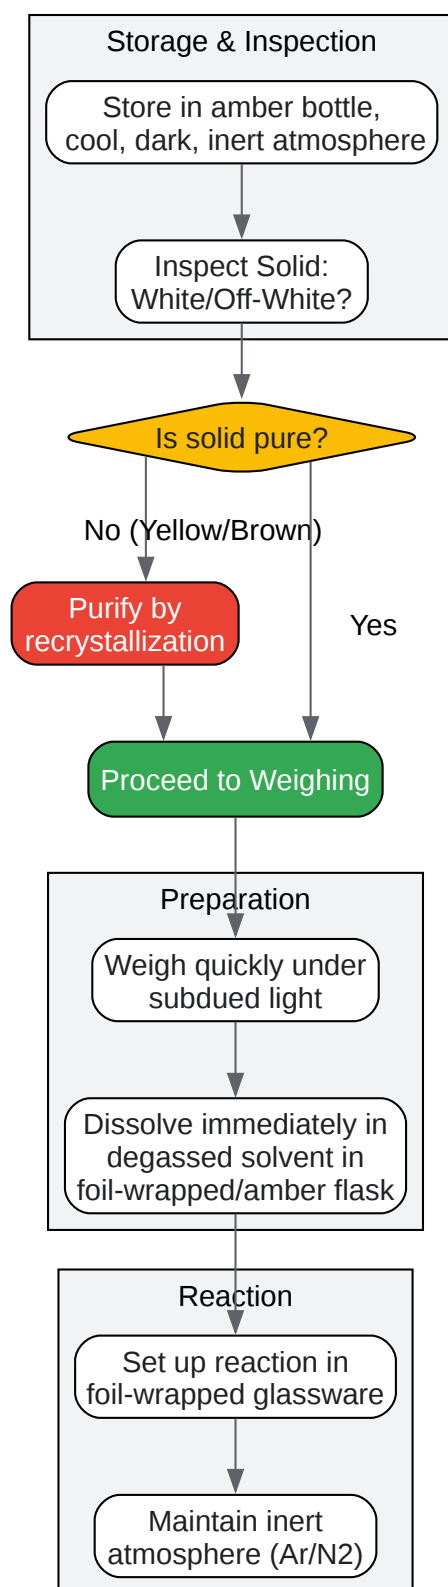 Storage & Inspection
Store in amber bottle,
cool, dark, inert atmosphere
Inspect Solid:
White/Off-White?
Is solid pure?
No (Yellow/Brown)
Purify by
recrystallization
Yes
Proceed to Weighing
Preparation
Weigh quickly under
subdued light
Dissolve immediately in
degassed solvent in
foil-wrapped/amber flask
Reaction
Set up reaction in
foil-wrapped glassware
Maintain inert
atmosphere (Ar/N2)